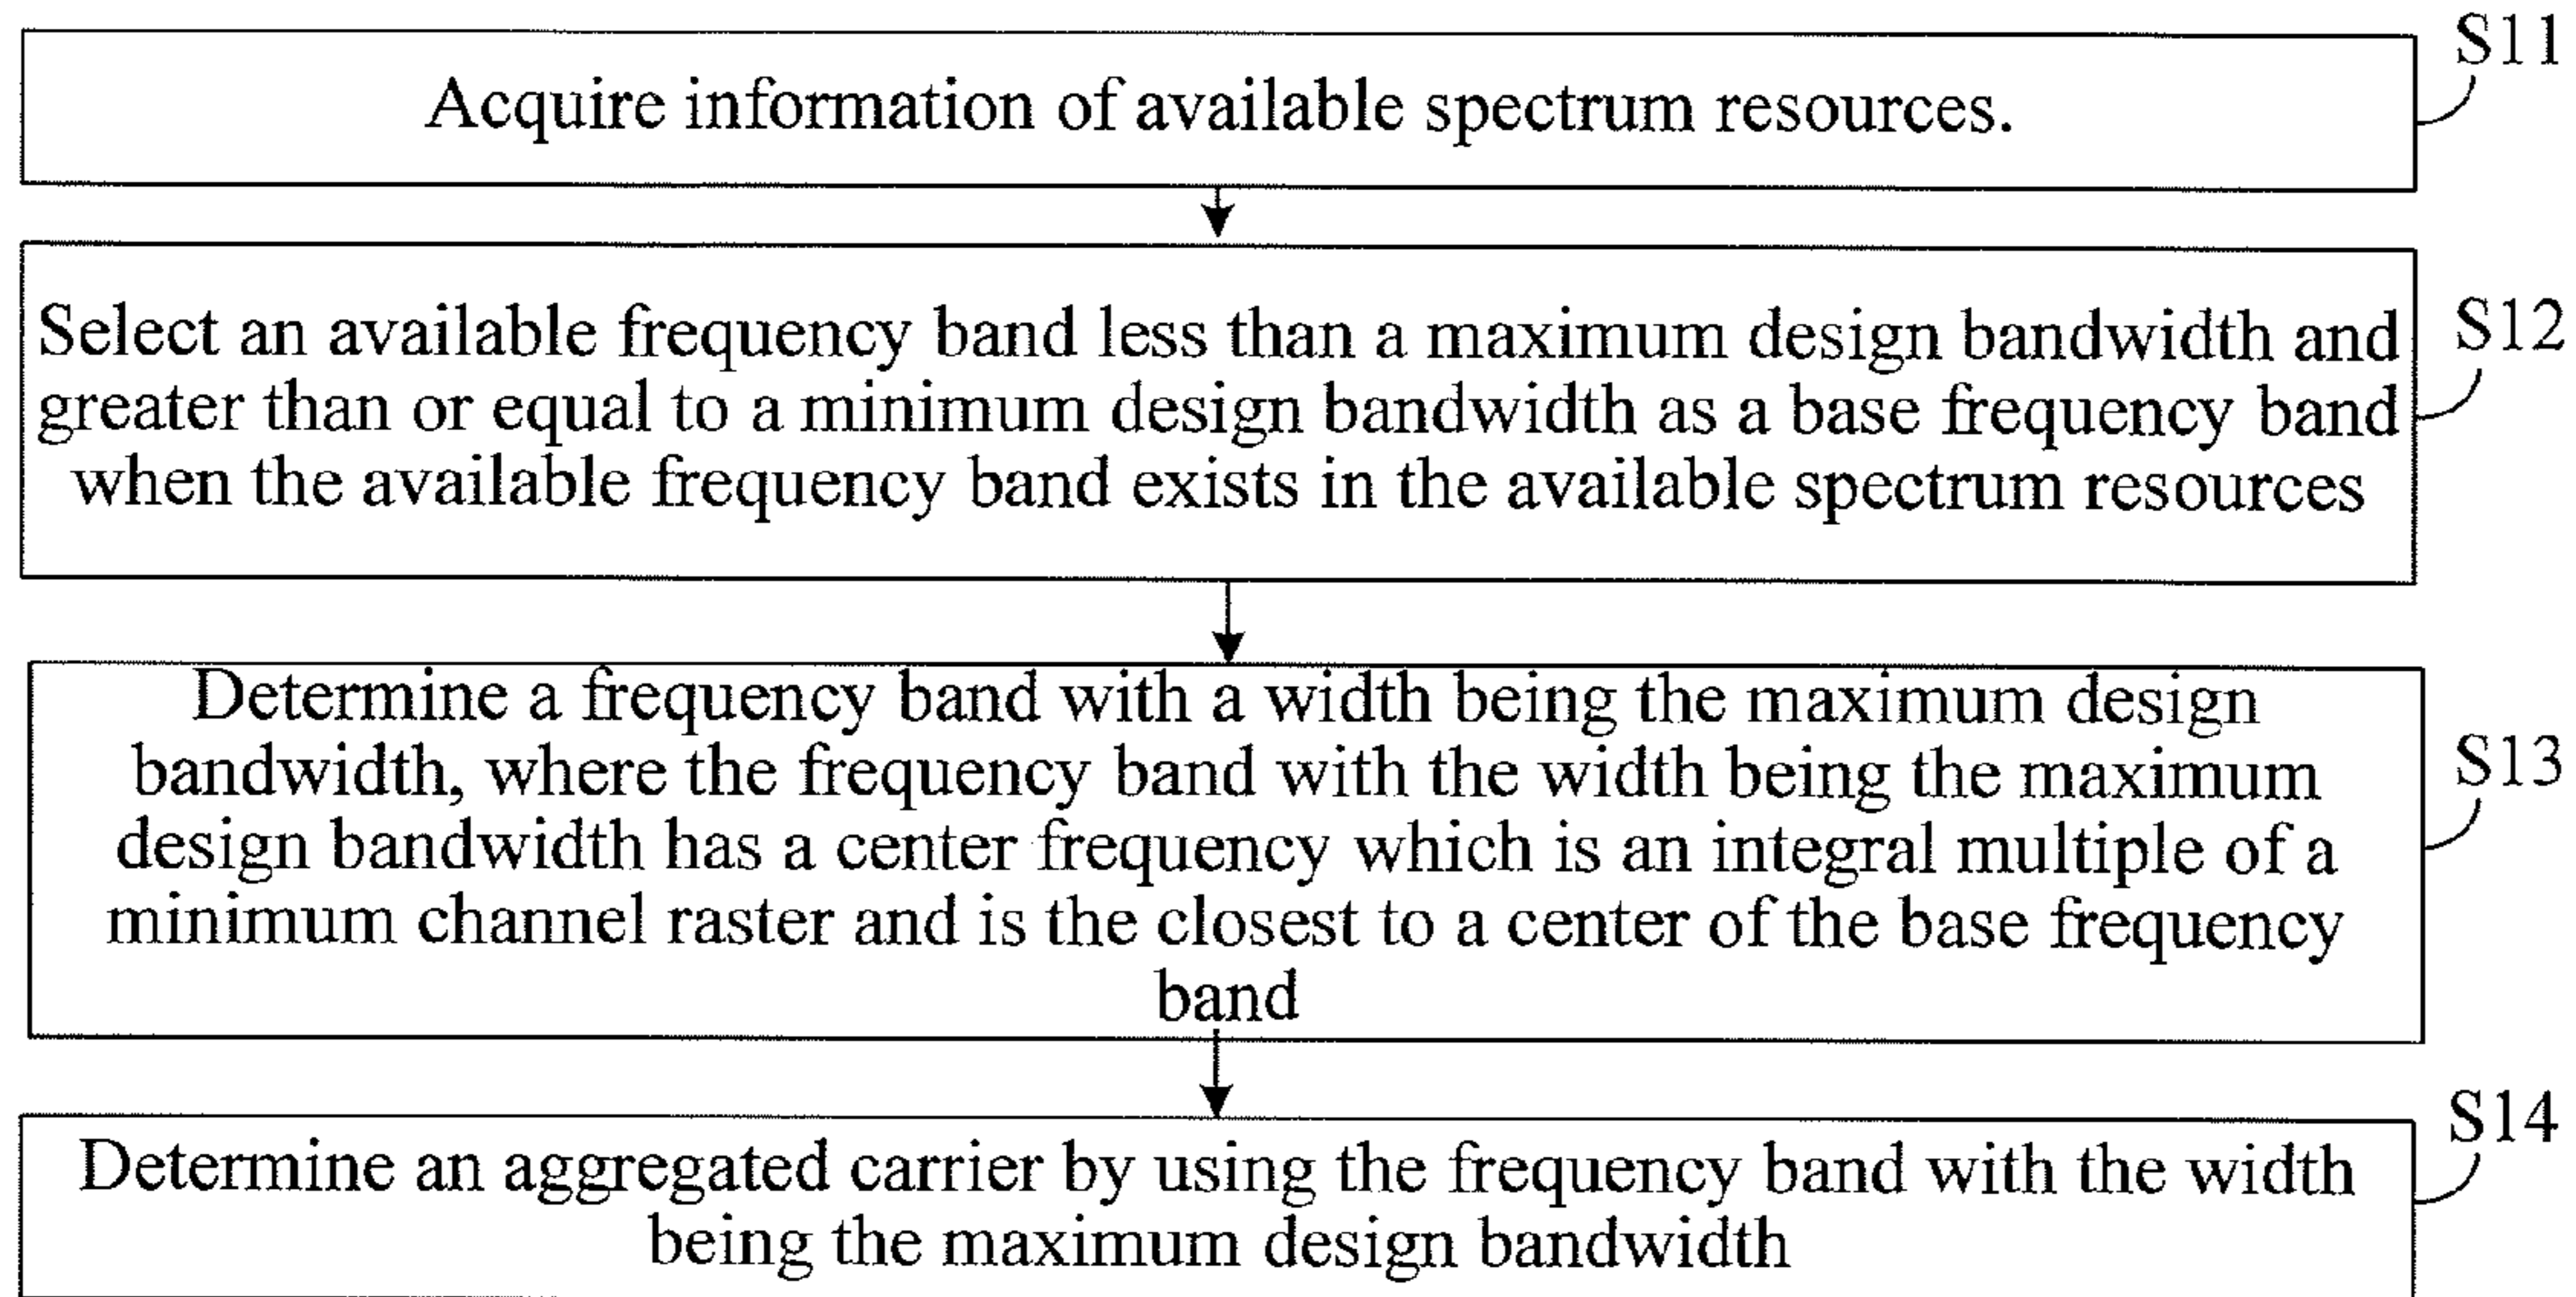 S11
Acquire information of available spectrum resources.
Select an available frequency band less than a maximum design bandwidth and
S12
greater than or equal to a minimum design bandwidth as a base frequency band
when the available frequency band exists in the available spectrum resources
Determine a frequency band with a width being the maximum design
bandwidth, where the frequency band with the width being the maximum
S13
design bandwidth has a center frequency which is an integral multiple of a
minimum channel raster and is the closest to a center of the base frequency
band
S14
Determine an aggregated carrier by using the frequency band with the width
being the maximum design bandwidth